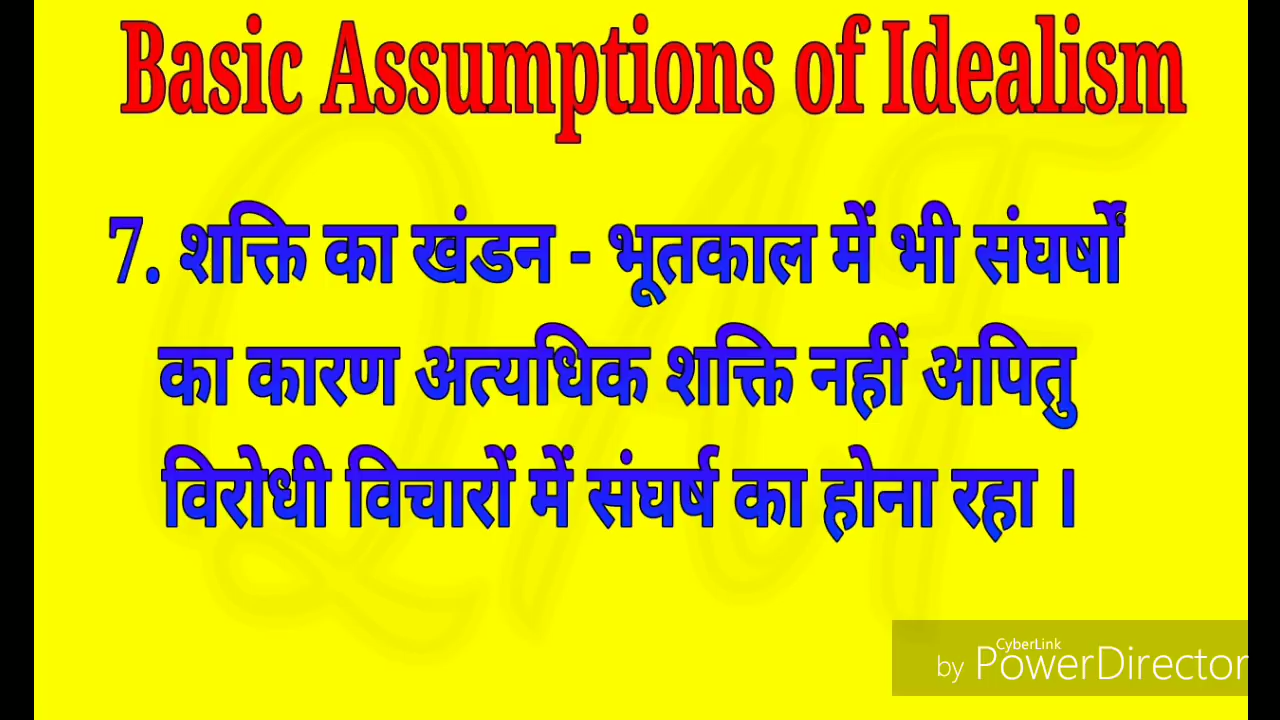 Basic Assumptions of Idealism
7. शक्ति का खंडन - भूतकाल में भी संघर्षों
का कारण अत्यधिक शक्ति नहीं अपितु
विरोधी विचारों में संघर्ष का होना रहा ।
CyberLink
by PowerDirector